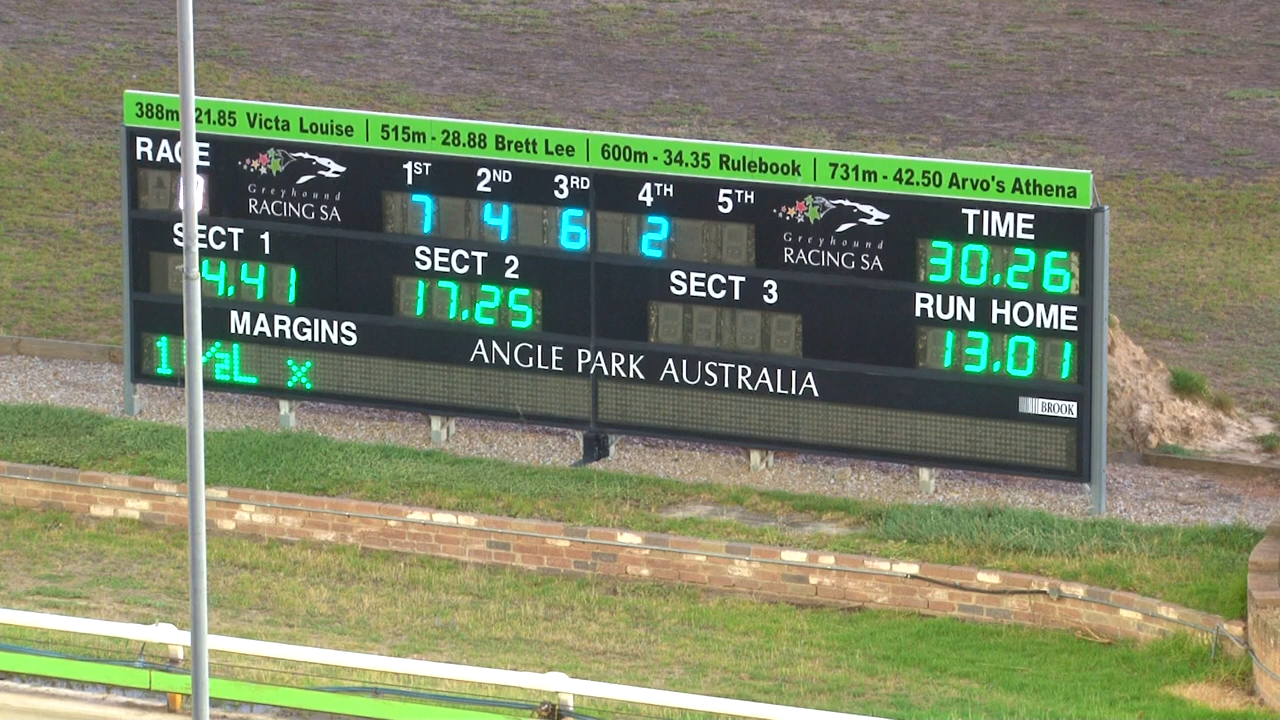 388m 21.85 Victa Louise | 515m - 28.88 Brett Lee | 600m - 34.35 Rulebook | 731m - 42.50 Arvo's Athena
RACE
Greyhound
RACING SA
1ST 2ND 3RD 4TH 5TH
7 4 6 2
Greyhound
RACING SA
TIME
30.26
SECT 1
4.41
SECT 2
17.25
SECT 3
RUN HOME
13.01
MARGINS
ANGLE PARK AUSTRALIA
BROOK